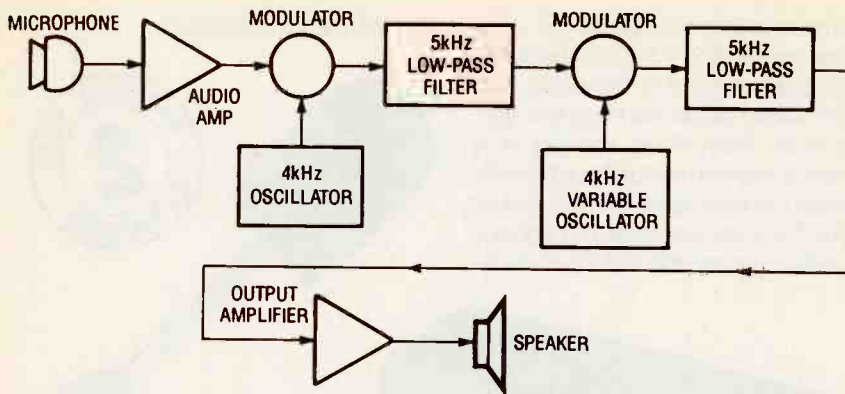 MICROPHONE
AUDIO
AMP
MODULATOR
4kHz
OSCILLATOR
5kHz
LOW-PASS
FILTER
MODULATOR
4kHz
VARIABLE
OSCILLATOR
5kHz
LOW-PASS
FILTER
OUTPUT
AMPLIFIER
SPEAKER